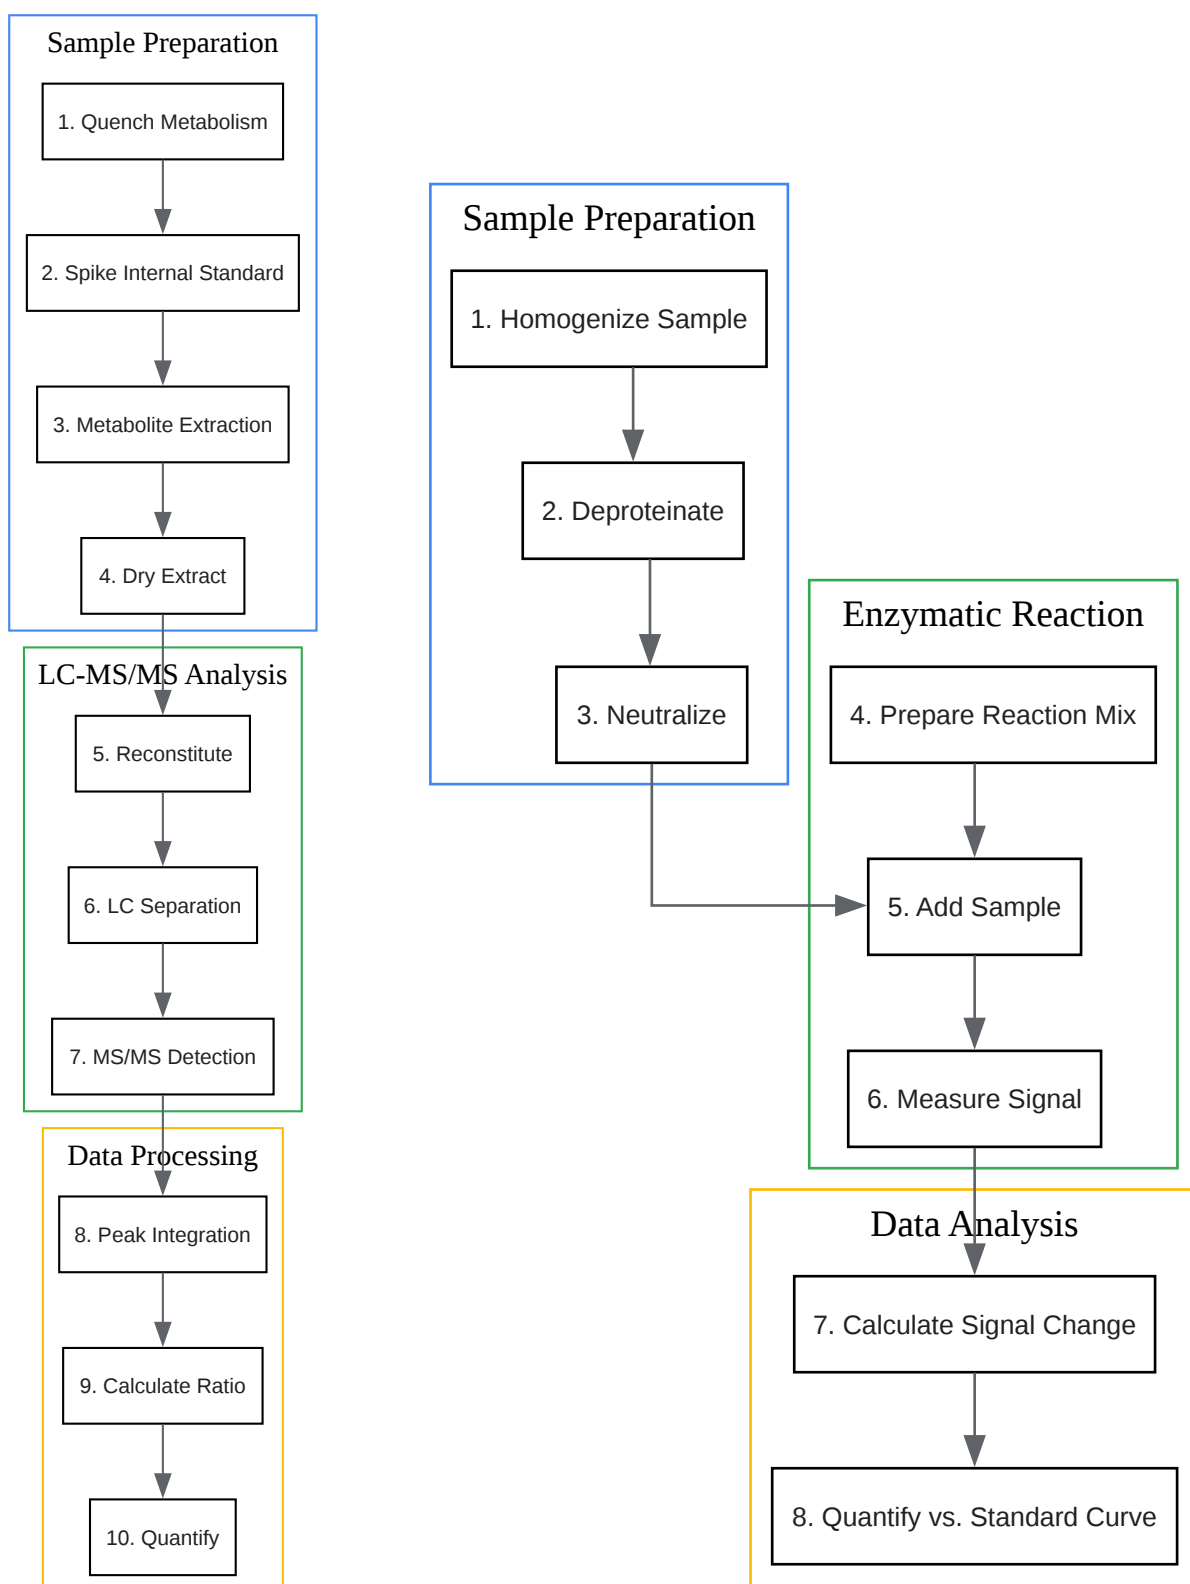 Sample Preparation
1. Quench Metabolism
2. Spike Internal Standard
3. Metabolite Extraction
4. Dry Extract
LC-MS/MS Analysis
5. Reconstitute
6. LC Separation
7. MS/MS Detection
Data Processing
8. Peak Integration
9. Calculate Ratio
10. Quantify
Sample Preparation
1. Homogenize Sample
2. Deproteinate
3. Neutralize
Enzymatic Reaction
4. Prepare Reaction Mix
5. Add Sample
6. Measure Signal
Data Analysis
7. Calculate Signal Change
8. Quantify vs. Standard Curve